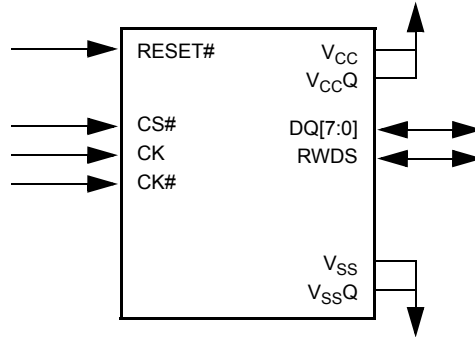 RESET#
CS#
CK
CK#
VCC
VCCQ
DQ[7:0]
RWDS
VSS
VSSQ